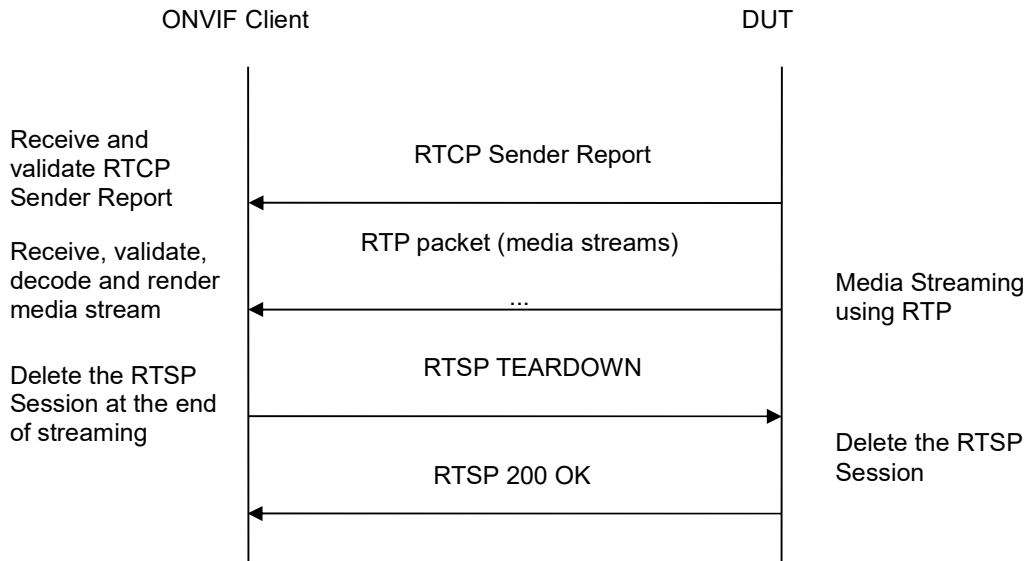 ONVIF Client
DUT
Receive and
validate RTCP
Sender Report
RTCP Sender Report
Receive, validate,
decode and render
media stream
RTP packet (media streams)
...
Media Streaming
using RTP
Delete the RTSP
Session at the end
of streaming
RTSP TEARDOWN
Delete the RTSP
Session
RTSP 200 OK